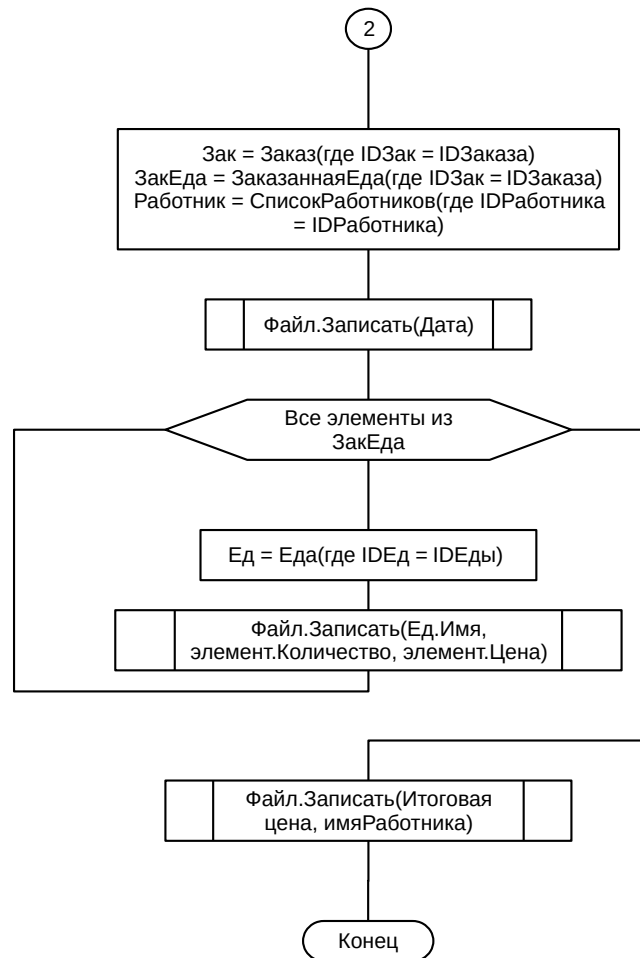 2
Зак = Заказ(где IDЗак = IDЗаказа)
ЗакЕда = ЗаказаннаяЕда(где IDЗак = IDЗаказа)
Работник = СписокРаботников(где IDРаботника
= IDРаботника)
Файл.Записать(Дата)
Все элементы из
ЗакЕда
Ед = Еда(где IDЕд = IDЕды)
Файл.Записать(Ед.Имя,
элемент.Количество, элемент.Цена)
Файл.Записать(Итоговая
цена, имяРаботника)
Конец